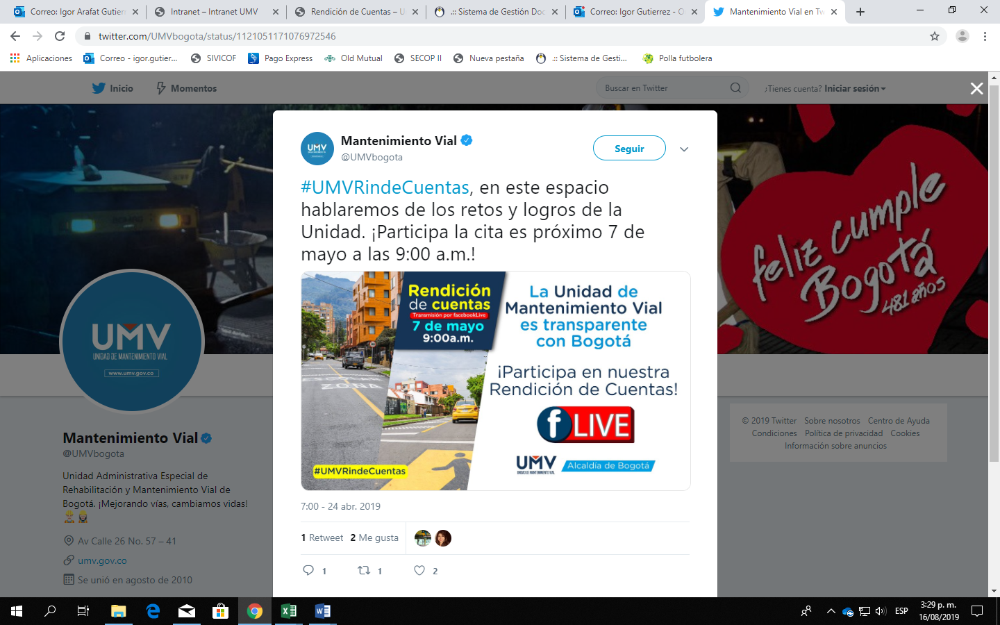 Correo: Igor Arafat Gutierr
Intranet – Intranet UMV
Rendición de Cuentas – U
.:: Sistema de Gestión Doc
Correo: Igor Gutierrez - O
Mantenimiento Vial en Tw
twitter.com/UMVbogota/status/1121051171076972546
Aplicaciones
Correo - igor.gutier...
SIVICOF
Pago Express
Old Mutual
SECOP II
Nueva pestaña
.:: Sistema de Gesti...
Polla futbolera
Inicio
Momentos
Buscar en Twitter
¿Tienes cuenta? Iniciar sesión
Mantenimiento Vial
@UMVbogota
Seguir
#UMVRindeCuentas, en este espacio
hablaremos de los retos y logros de la
Unidad. ¡Participa la cita es próximo 7 de
mayo a las 9:00 a.m.!
Rendición
de cuentas
Transmisión por facebookLive
7 de mayo
9:00a.m.
La Unidad de
Mantenimiento Vial
es transparente
con Bogotá
¡Participa en nuestra
Rendición de Cuentas!
f LIVE
UMV
UNIDAD DE MANTENIMIENTO VIAL
Alcaldía de Bogotá
ZONA
#UMVRindeCuentas
7:00 - 24 abr. 2019
1 Retweet 2 Me gusta
1 1 2
feliz cumple
Bogotá
481 años
UMV
UNIDAD DE MANTENIMIENTO VIAL
www.umv.gov.co
Mantenimiento Vial
@UMVbogota
Unidad Administrativa Especial de
Rehabilitación y Mantenimiento Vial de
Bogotá. ¡Mejorando vías, cambiamos vidas!
Av Calle 26 No. 57 – 41
umv.gov.co
Se unió en agosto de 2010
© 2019 Twitter Sobre nosotros Centro de Ayuda
Condiciones Política de privacidad Cookies
Información sobre anuncios
ESP
3:29 p. m.
16/08/2019